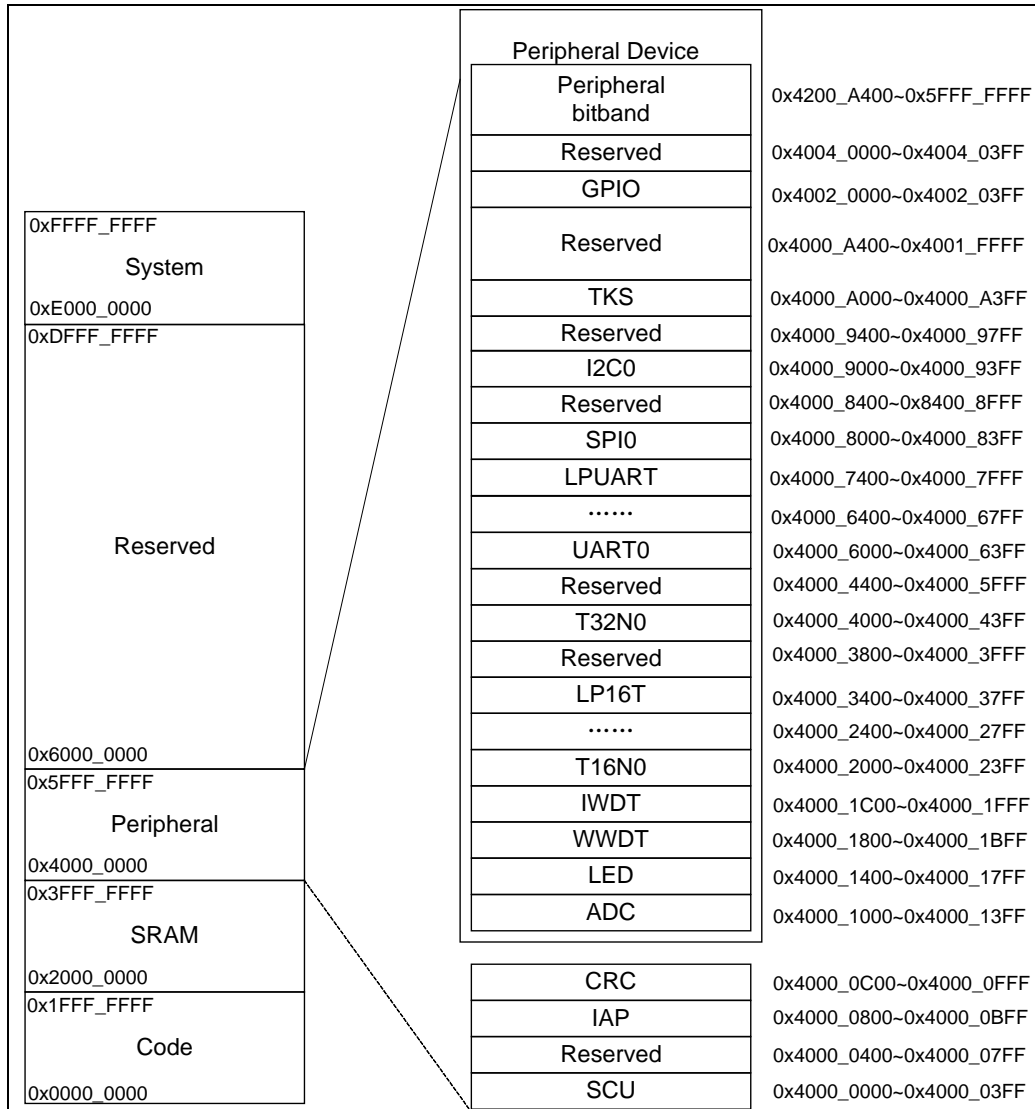 0xFFFF_FFFF
System
0xE000_0000
0xDFFF_FFFF
Reserved
0x6000_0000
0x5FFF_FFFF
Peripheral
0x4000_0000
0x3FFF_FFFF
SRAM
0x2000_0000
0x1FFF_FFFF
Code
0x0000_0000
Peripheral Device
Peripheral
bitband
0x4200_A400~0x5FFF_FFFF
Reserved 0x4004_0000~0x4004_03FF
GPIO 0x4002_0000~0x4002_03FF
Reserved 0x4000_A400~0x4001_FFFF
TKS 0x4000_A000~0x4000_A3FF
Reserved 0x4000_9400~0x4000_97FF
I2C0 0x4000_9000~0x4000_93FF
Reserved 0x4000_8400~0x8400_8FFF
SPI0 0x4000_8000~0x4000_83FF
LPUART 0x4000_7400~0x4000_7FFF
…… 0x4000_6400~0x4000_67FF
UART0 0x4000_6000~0x4000_63FF
Reserved 0x4000_4400~0x4000_5FFF
T32N0 0x4000_4000~0x4000_43FF
Reserved 0x4000_3800~0x4000_3FFF
LP16T 0x4000_3400~0x4000_37FF
…… 0x4000_2400~0x4000_27FF
T16N0 0x4000_2000~0x4000_23FF
IWDT 0x4000_1C00~0x4000_1FFF
WWDT 0x4000_1800~0x4000_1BFF
LED 0x4000_1400~0x4000_17FF
ADC 0x4000_1000~0x4000_13FF
CRC 0x4000_0C00~0x4000_0FFF
IAP 0x4000_0800~0x4000_0BFF
Reserved 0x4000_0400~0x4000_07FF
SCU 0x4000_0000~0x4000_03FF